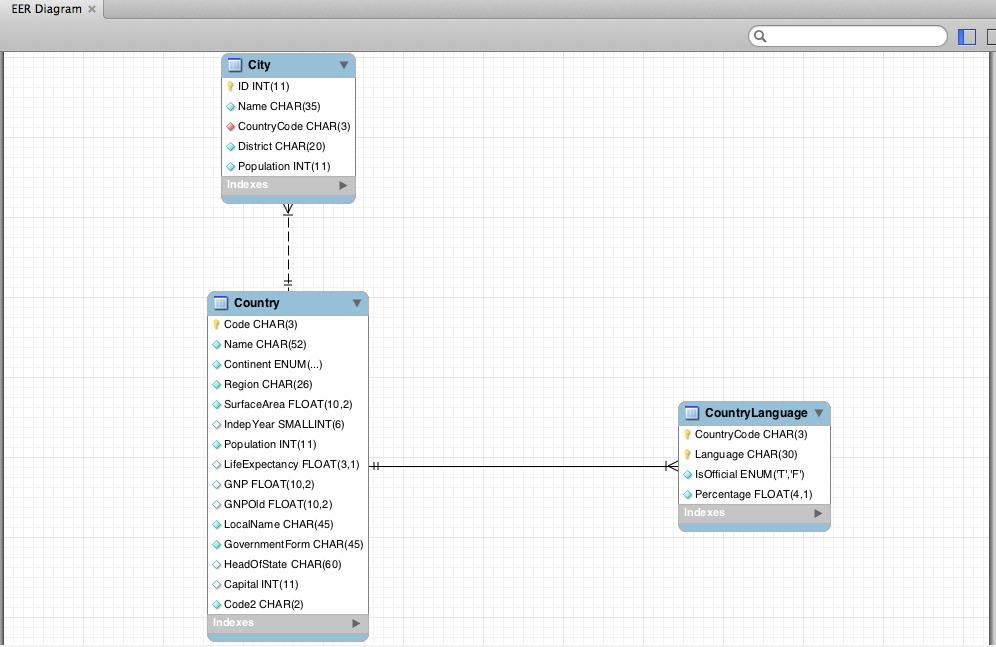 EER Diagram
City
ID INT(11)
Name CHAR(35)
CountryCode CHAR(3)
District CHAR(20)
Population INT(11)
Indexes
Country
Code CHAR(3)
Name CHAR(52)
Continent ENUM(...)
Region CHAR(26)
SurfaceArea FLOAT(10,2)
IndepYear SMALLINT(6)
Population INT(11)
LifeExpectancy FLOAT(3,1)
GNP FLOAT(10,2)
GNPOld FLOAT(10,2)
LocalName CHAR(45)
GovernmentForm CHAR(45)
HeadOfState CHAR(60)
Capital INT(11)
Code2 CHAR(2)
Indexes
CountryLanguage
CountryCode CHAR(3)
Language CHAR(30)
IsOfficial ENUM('T','F')
Percentage FLOAT(4,1)
Indexes